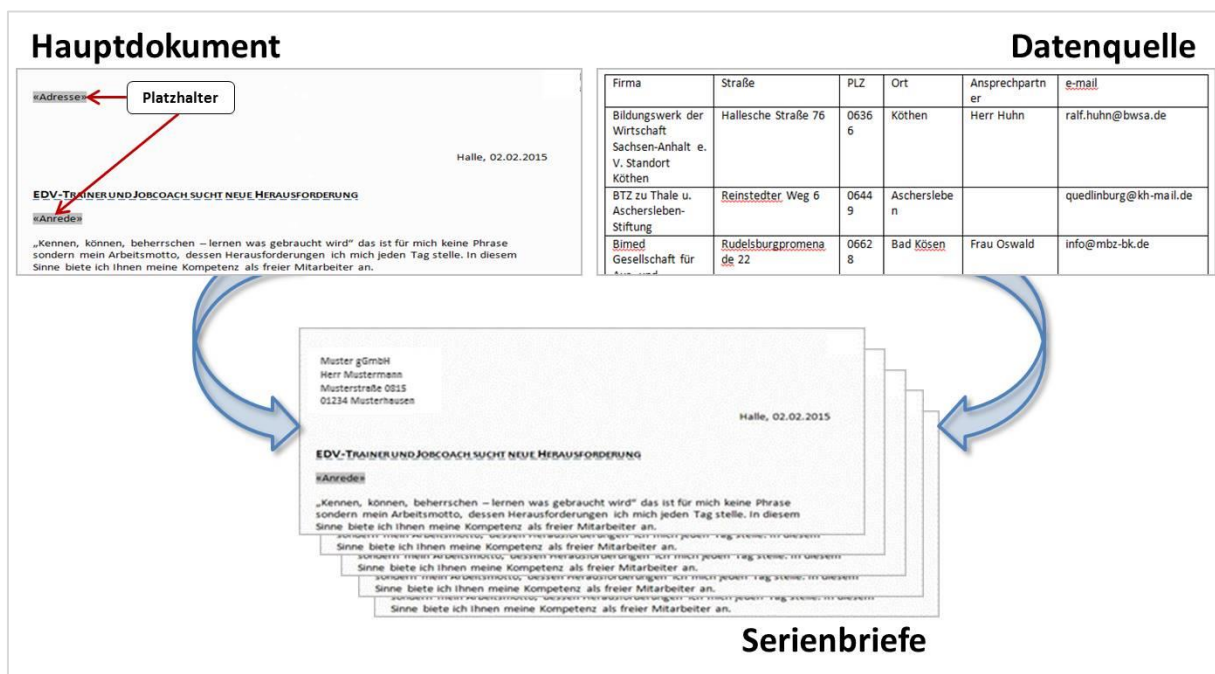 Hauptdokument
Datenquelle
«Adresse»
Platzhalter
Halle, 02.02.2015
EDV-TRAINER UND JOBCOACH SUCHT NEUE HERAUSFORDERUNG
«Anrede»
„Kennen, können, beherrschen – lernen was gebraucht wird“ das ist für mich keine Phrase
sondern mein Arbeitsmotto, dessen Herausforderungen ich mich jeden Tag stelle. In diesem
Sinne biete ich Ihnen meine Kompetenz als freier Mitarbeiter an.
Firma Straße PLZ Ort Ansprechpartn e-mail
er
Bildungswerk der Hallesche Straße 76 0636 Köthen Herr Huhn ralf.huhn@bwsa.de
Wirtschaft 6
Sachsen-Anhalt e.
V. Standort
Köthen
BTZ zu Thale u. Reinstedter Weg 6 0644 Aschersle­be quedlinburg@kh-mail.de
Aschersleben- 9 n
Stiftung
Bimed Rudelsburgpromena 0662 Bad Kösen Frau Oswald info@mbz-bk.de
Gesellschaft für de 22 8
Muster gGmbH
Herr Mustermann
Musterstraße 0815
01234 Musterhausen
Halle, 02.02.2015
EDV-TRAINER UND JOBCOACH SUCHT NEUE HERAUSFORDERUNG
«Anrede»
„Kennen, können, beherrschen – lernen was gebraucht wird“ das ist für mich keine Phrase
sondern mein Arbeitsmotto, dessen Herausforderungen ich mich jeden Tag stelle. In diesem
Sinne biete ich Ihnen meine Kompetenz als freier Mitarbeiter an.
Sinne biete ich Ihnen meine Kompetenz als freier Mitarbeiter an.
Sinne biete ich Ihnen meine Kompetenz als freier Mitarbeiter an.
Sinne biete ich Ihnen meine Kompetenz als freier Mitarbeiter an.
Sinne biete ich Ihnen meine Kompetenz als freier Mitarbeiter an.
Serienbriefe